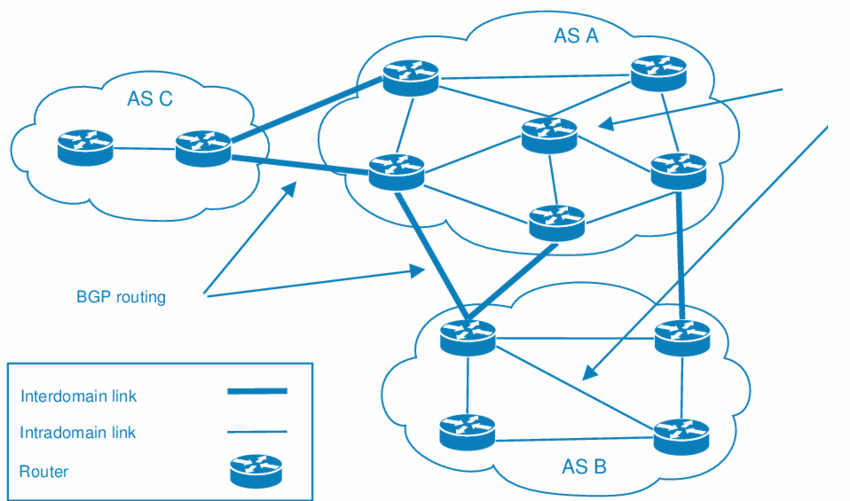 AS A
AS C
BGP routing
Interdomain link
Intradomain link
Router
AS B